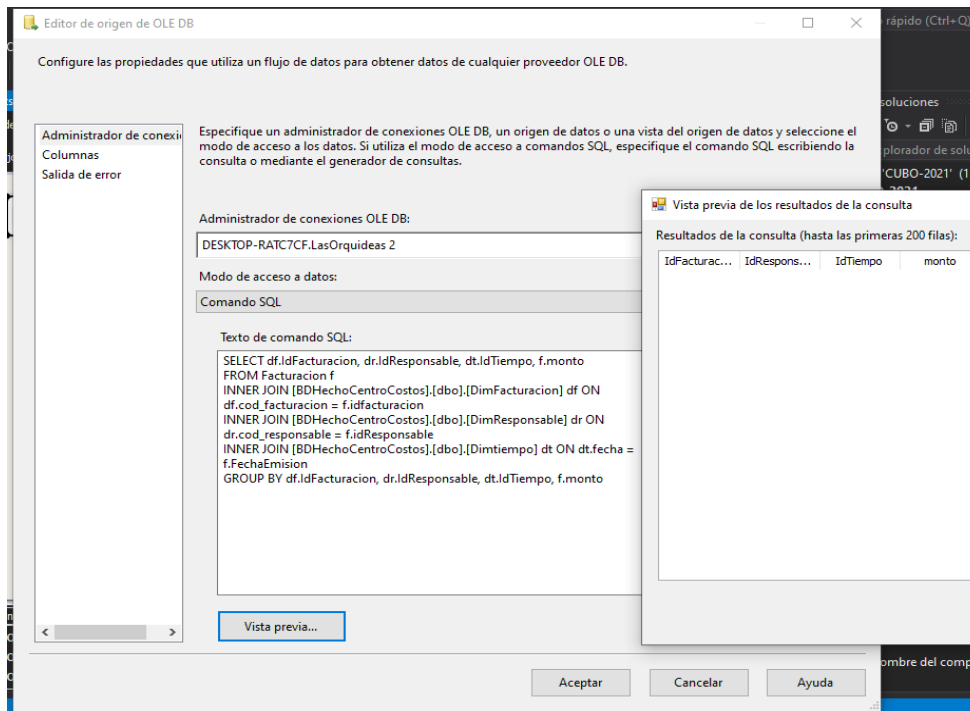 Editor de origen de OLE DB
rápido (Ctrl+Q)
Configure las propiedades que utiliza un flujo de datos para obtener datos de cualquier proveedor OLE DB.
soluciones
Administrador de conexi
Columnas
Salida de error
Especifique un administrador de conexiones OLE DB, un origen de datos o una vista del origen de datos y seleccione el
modo de acceso a los datos. Si utiliza el modo de acceso a comandos SQL, especifique el comando SQL escribiendo la
consulta o mediante el generador de consultas.
plorador de solu
'CUBO-2021' (1
Administrador de conexiones OLE DB:
DESKTOP-RATC7CF.LasOrquideas 2
Modo de acceso a datos:
Comando SQL
Texto de comando SQL:
SELECT df.IdFacturacion, dr.IdResponsable, dt.IdTiempo, f.monto
FROM Facturacion f
INNER JOIN [BDHechoCentroCostos].[dbo].[DimFacturacion] df ON
df.cod_facturacion = f.idfacturacion
INNER JOIN [BDHechoCentroCostos].[dbo].[DimResponsable] dr ON
dr.cod_responsable = f.idResponsable
INNER JOIN [BDHechoCentroCostos].[dbo].[Dimtiempo] dt ON dt.fecha =
f.FechaEmision
GROUP BY df.IdFacturacion, dr.IdResponsable, dt.IdTiempo, f.monto
Vista previa...
Vista previa de los resultados de la consulta
Resultados de la consulta (hasta las primeras 200 filas):
IdFacturac... IdRespons... IdTiempo monto
ombre del comp
Aceptar Cancelar Ayuda